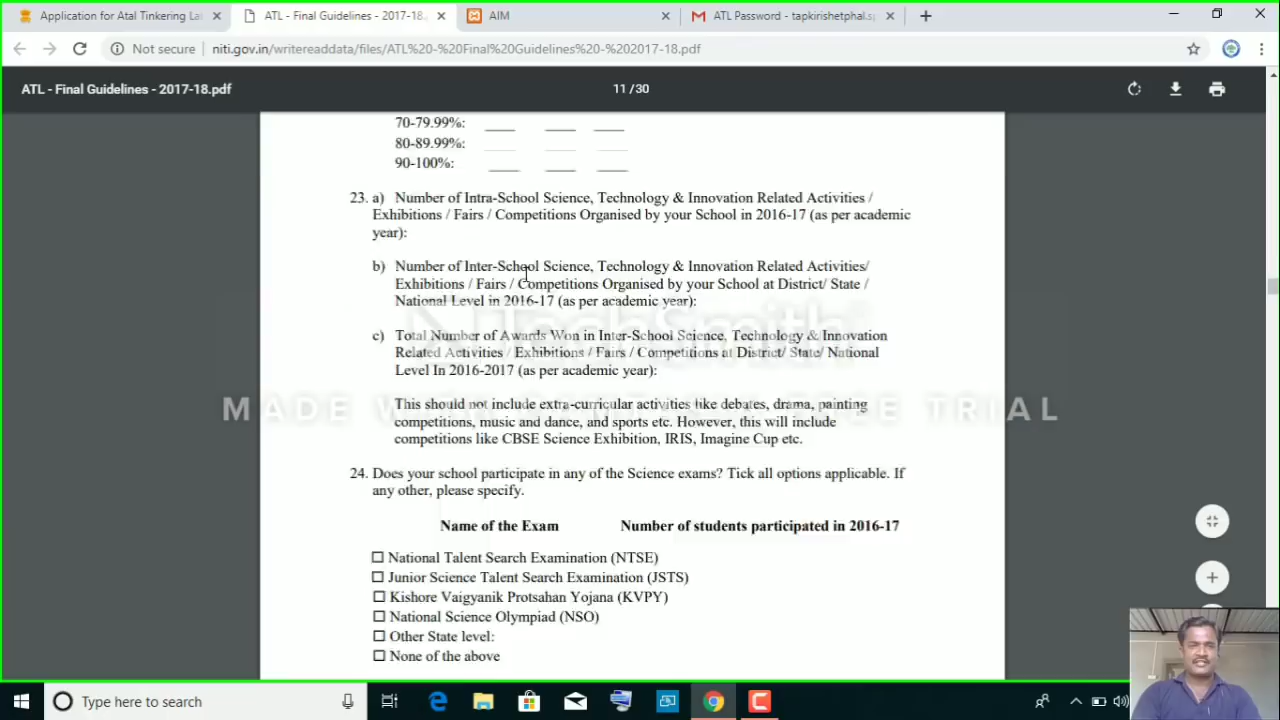 Application for Atal Tinkering La
ATL - Final Guidelines - 2017-18.
AIM
ATL Password - tapkirishetphal.s
Not secure
niti.gov.in/writereaddata/files/ATL%20-%20Final%20Guidelines%20-%202017-18.pdf
ATL - Final Guidelines - 2017-18.pdf
11 /30
70-79.99%: ____ ____ ____
80-89.99%: ____ ____ ____
90-100%: ____ ____ ____
23. a) Number of Intra-School Science, Technology & Innovation Related Activities /
Exhibitions / Fairs / Competitions Organised by your School in 2016-17 (as per academic
year):
b) Number of Inter-School Science, Technology & Innovation Related Activities/
Exhibitions / Fairs / Competitions Organised by your School at District/ State /
National Level in 2016-17 (as per academic year):
c) Total Number of Awards Won in Inter-School Science, Technology & Innovation
Related Activities / Exhibitions / Fairs / Competitions at District/ State/ National
Level In 2016-2017 (as per academic year):
TechSmith
This should not include extra-curricular activities like debates, drama, painting
competitions, music and dance, and sports etc. However, this will include
competitions like CBSE Science Exhibition, IRIS, Imagine Cup etc.
MADE TRIAL
24. Does your school participate in any of the Science exams? Tick all options applicable. If
any other, please specify.
Name of the Exam Number of students participated in 2016-17
☐ National Talent Search Examination (NTSE)
☐ Junior Science Talent Search Examination (JSTS)
☐ Kishore Vaigyanik Protsahan Yojana (KVPY)
☐ National Science Olympiad (NSO)
☐ Other State level:
☐ None of the above
Type here to search